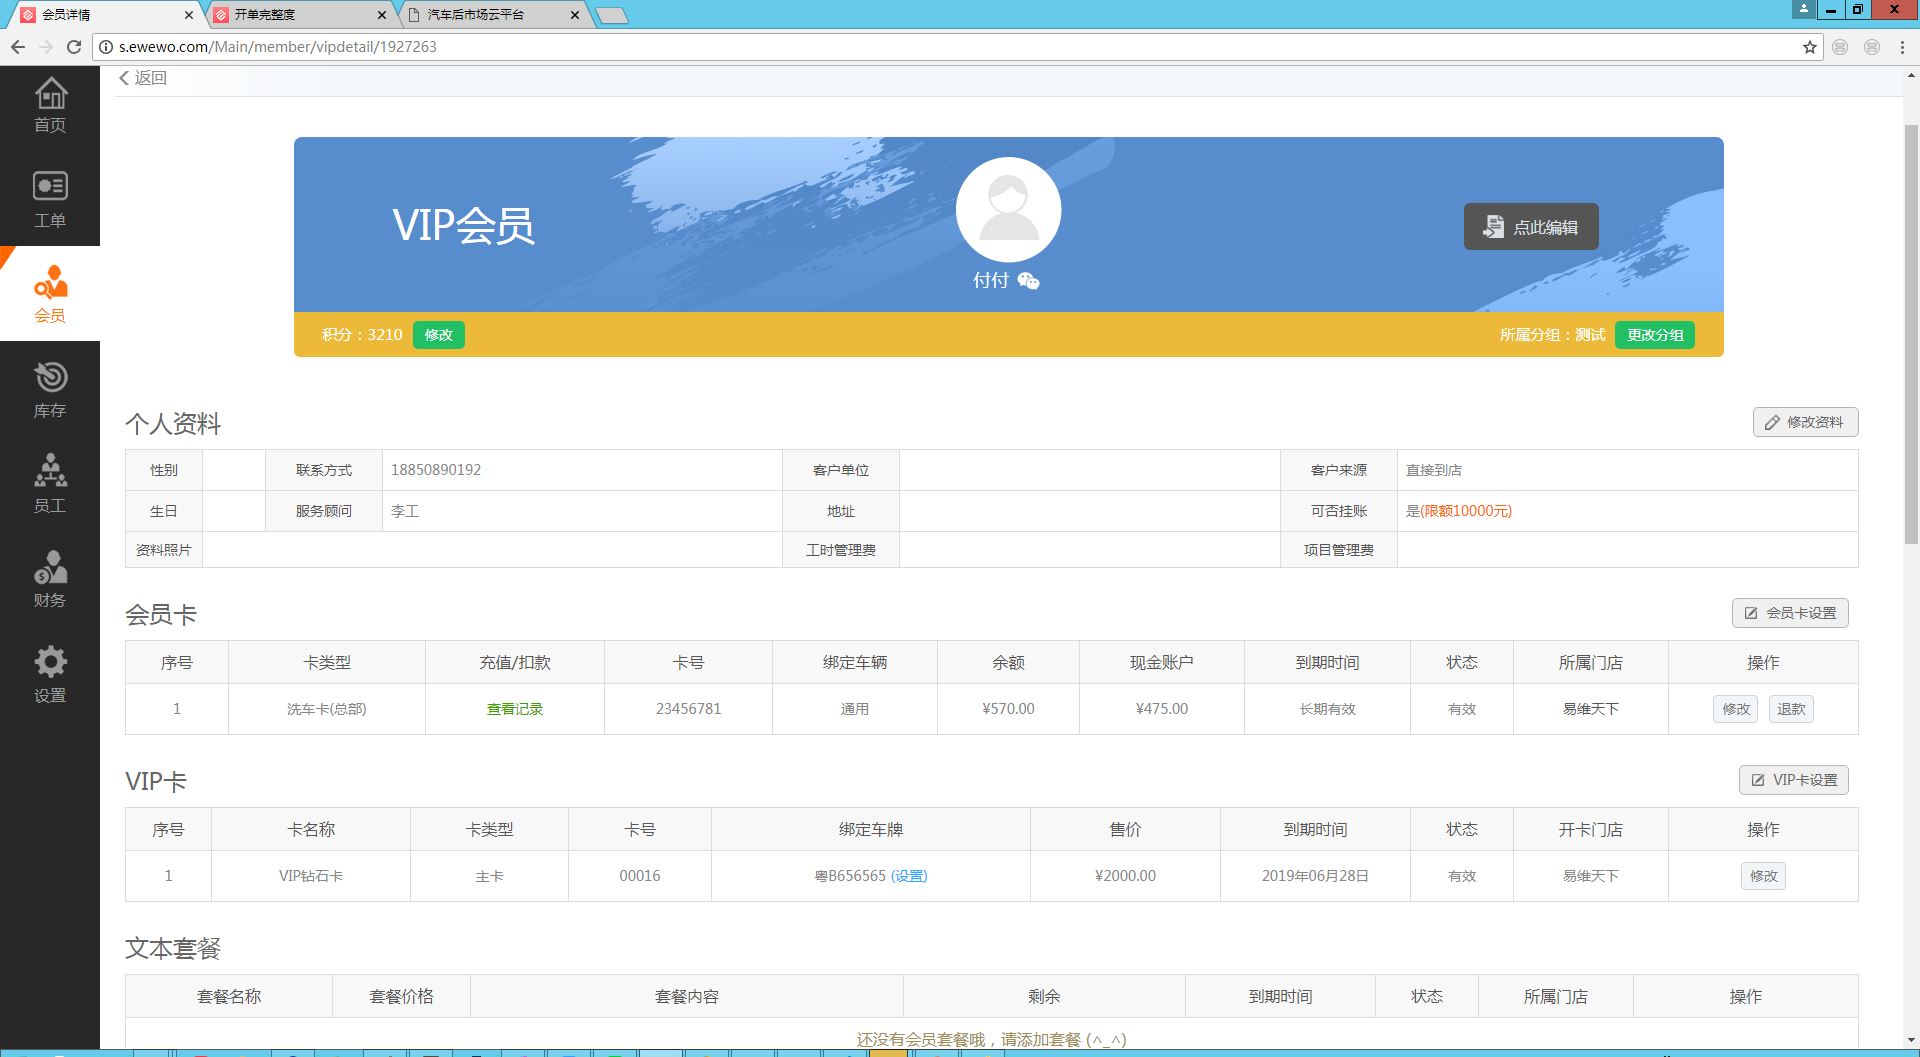 会员详情
开单完整度
汽车后市场云平台
s.ewewo.com/Main/member/vipdetail/1927263
首页
工单
会员
库存
员工
财务
设置
返回
VIP会员
付付
点此编辑
积分：3210 修改
所属分组：测试 更改分组
个人资料
修改资料
性别 联系方式 18850890192 客户单位 客户来源 直接到店
生日 服务顾问 李工 地址 可否挂账 是(限额10000元)
资料照片 工时管理费 项目管理费
会员卡
会员卡设置
序号 卡类型 充值/扣款 卡号 绑定车辆 余额 现金账户 到期时间 状态 所属门店 操作
1 洗车卡(总部) 查看记录 23456781 通用 ¥570.00 ¥475.00 长期有效 有效 易维天下 修改 退款
VIP卡
VIP卡设置
序号 卡名称 卡类型 卡号 绑定车牌 售价 到期时间 状态 开卡门店 操作
1 VIP钻石卡 主卡 00016 粤B656565 (设置) ¥2000.00 2019年06月28日 有效 易维天下 修改
文本套餐
套餐名称 套餐价格 套餐内容 剩余 到期时间 状态 所属门店 操作
还没有会员套餐哦，请添加套餐 (^_^)